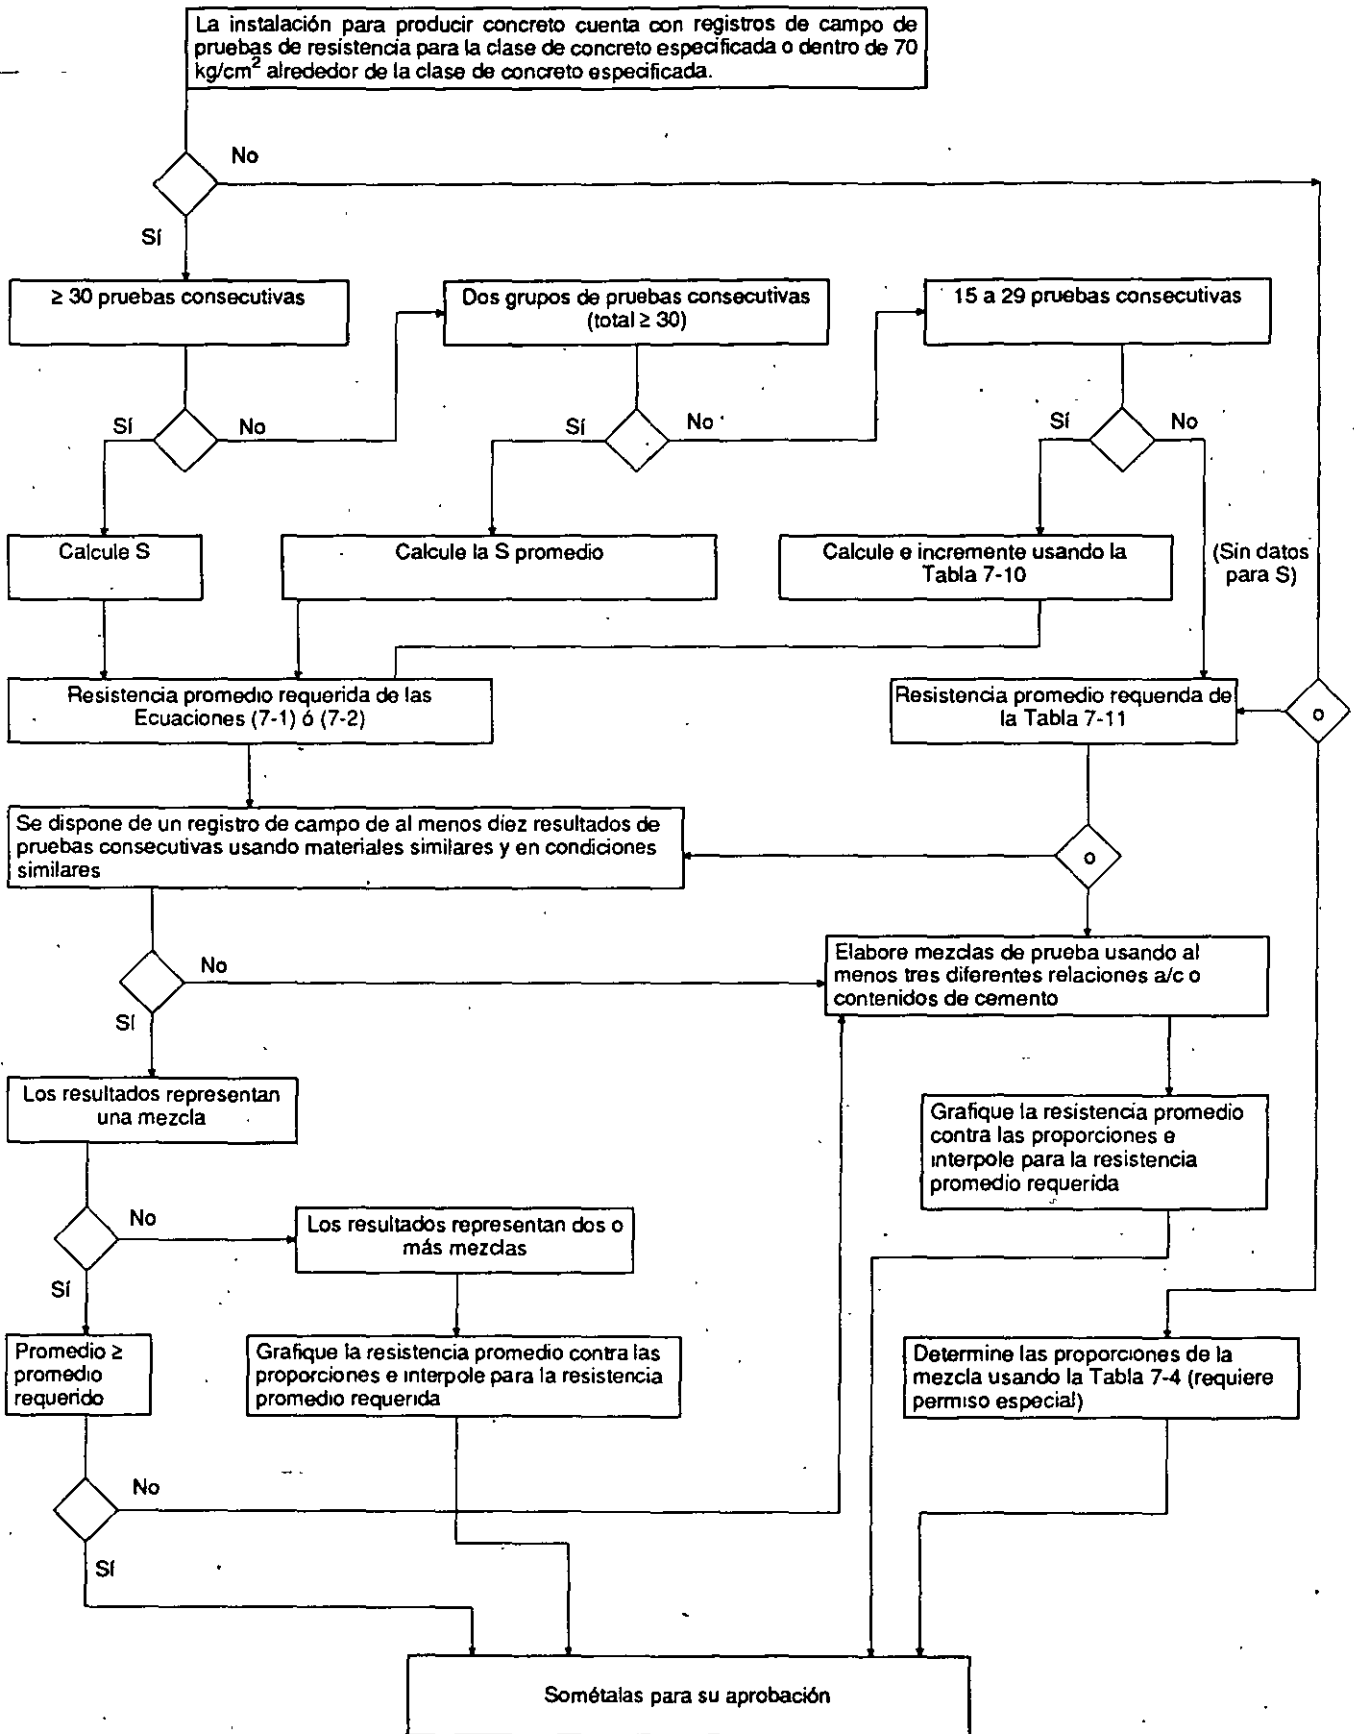 La instalación para producir concreto cuenta con registros de campo de
pruebas de resistencia para la clase de concreto especificada o dentro de 70
kg/cm² alrededor de la clase de concreto especificada.
No
Sí
≥ 30 pruebas consecutivas
Dos grupos de pruebas consecutivas
(total ≥ 30)
15 a 29 pruebas consecutivas
Sí
No
Sí
No
Sí
No
Calcule S
Calcule la S promedio
Calcule e incremente usando la
Tabla 7-10
(Sin datos
para S)
Resistencia promedio requerida de las
Ecuaciones (7-1) ó (7-2)
Resistencia promedio requenda de
la Tabla 7-11
o
Se dispone de un registro de campo de al menos diez resultados de
pruebas consecutivas usando materiales similares y en condiciones
similares
o
No
Sí
Elabore mezclas de prueba usando al
menos tres diferentes relaciones a/c o
contenidos de cemento
Los resultados representan
una mezcla
Grafique la resistencia promedio
contra las proporciones e
interpole para la resistencia
promedio requerida
No
Sí
Los resultados representan dos o
más mezclas
Promedio ≥
promedio
requerido
Grafique la resistencia promedio contra las
proporciones e interpole para la resistencia
promedio requerida
Determine las proporciones de la
mezcla usando la Tabla 7-4 (requiere
permiso especial)
No
Sí
Sométalas para su aprobación